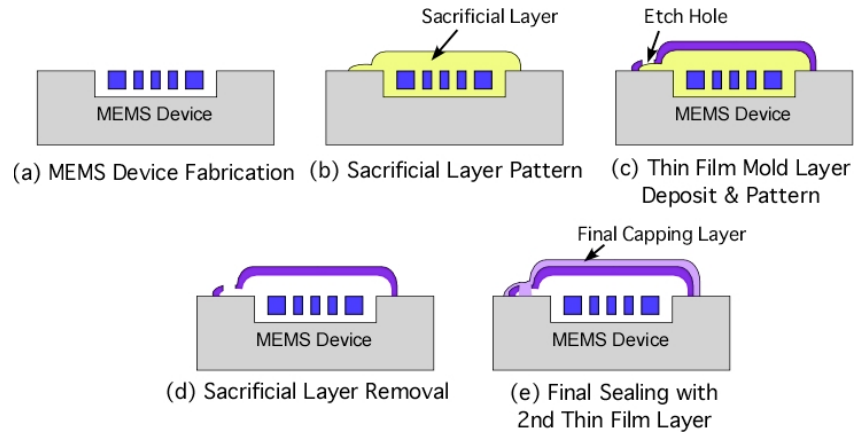 Sacrificial Layer
Etch Hole
MEMS Device
MEMS Device
(a) MEMS Device Fabrication
(b) Sacrificial Layer Pattern
(c) Thin Film Mold Layer
Deposit & Pattern
Final Capping Layer
MEMS Device
MEMS Device
(d) Sacrificial Layer Removal
(e) Final Sealing with
2nd Thin Film Layer